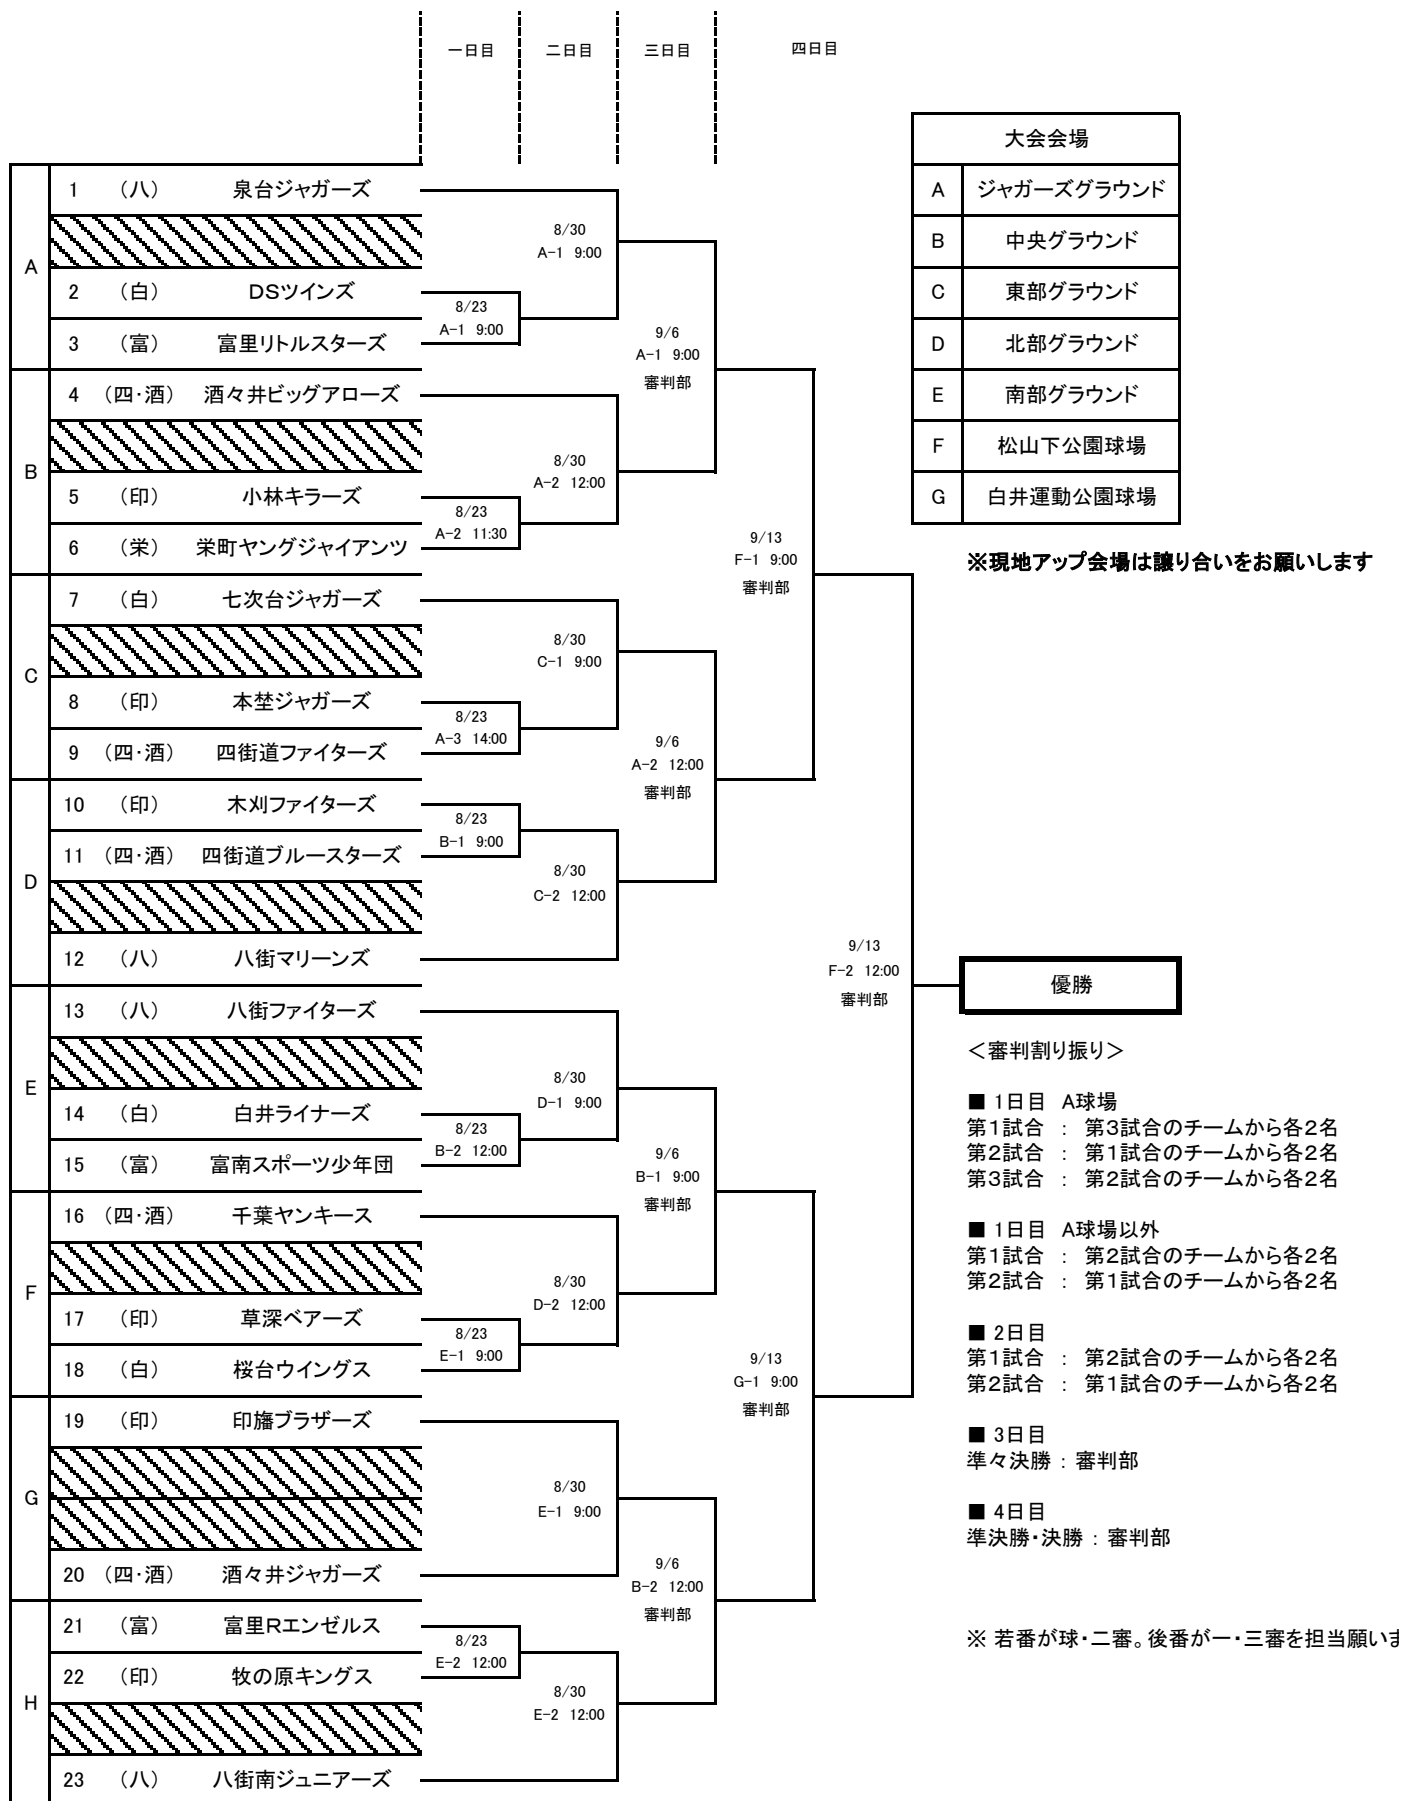 一日目 二日目 三日目 四日目
大会会場
A ジャガーズグラウンド
B 中央グラウンド
C 東部グラウンド
D 北部グラウンド
E 南部グラウンド
F 松山下公園球場
G 白井運動公園球場
※現地アップ会場は譲り合いをお願いします
A
1 （八） 泉台ジャガーズ
2 （白） DSツインズ
3 （富） 富里リトルスターズ
B
4 （四・酒） 酒々井ビッグアローズ
5 （印） 小林キラーズ
6 （栄） 栄町ヤングジャイアンツ
C
7 （白） 七次台ジャガーズ
8 （印） 本埜ジャガーズ
9 （四・酒） 四街道ファイターズ
D
10 （印） 木刈ファイターズ
11 （四・酒） 四街道ブルースターズ
12 （八） 八街マリーンズ
E
13 （八） 八街ファイターズ
14 （白） 白井ライナーズ
15 （富） 富南スポーツ少年団
F
16 （四・酒） 千葉ヤンキース
17 （印） 草深ベアーズ
18 （白） 桜台ウイングス
G
19 （印） 印旛ブラザーズ
20 （四・酒） 酒々井ジャガーズ
H
21 （富） 富里Rエンゼルス
22 （印） 牧の原キングス
23 （八） 八街南ジュニアーズ
8/23
A-1 9:00
8/23
A-2 11:30
8/23
A-3 14:00
8/23
B-1 9:00
8/23
B-2 12:00
8/23
E-1 9:00
8/23
E-2 12:00
8/30
A-1 9:00
8/30
A-2 12:00
8/30
C-1 9:00
8/30
C-2 12:00
8/30
D-1 9:00
8/30
D-2 12:00
8/30
E-1 9:00
8/30
E-2 12:00
9/6
A-1 9:00
審判部
9/6
A-2 12:00
審判部
9/6
B-1 9:00
審判部
9/6
B-2 12:00
審判部
9/13
F-1 9:00
審判部
9/13
G-1 9:00
審判部
9/13
F-2 12:00
審判部
優勝
＜審判割り振り＞
■ 1日目 A球場
第1試合 ： 第3試合のチームから各2名
第2試合 ： 第1試合のチームから各2名
第3試合 ： 第2試合のチームから各2名
■ 1日目 A球場以外
第1試合 ： 第2試合のチームから各2名
第2試合 ： 第1試合のチームから各2名
■ 2日目
第1試合 ： 第2試合のチームから各2名
第2試合 ： 第1試合のチームから各2名
■ 3日目
準々決勝 ： 審判部
■ 4日目
準決勝・決勝 ： 審判部
※ 若番が球・二審。後番が一・三審を担当願い